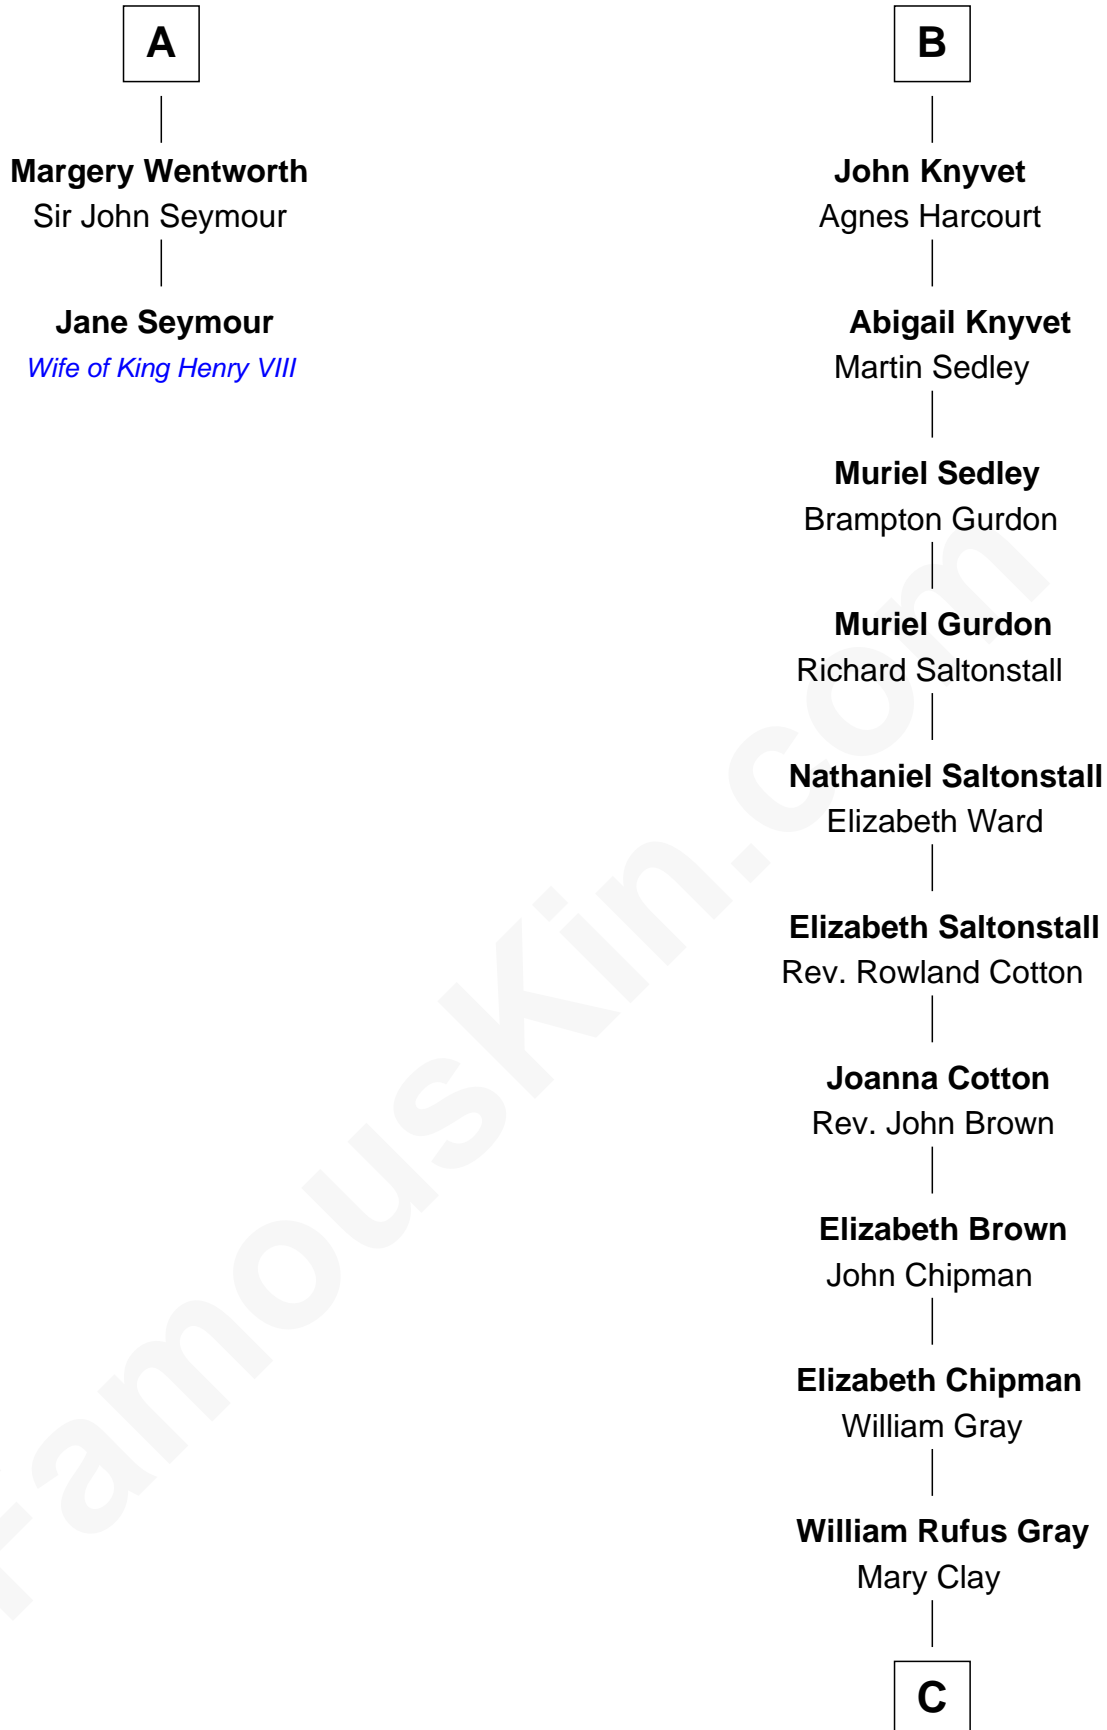 A
Margery Wentworth
Sir John Seymour
Jane Seymour
Wife of King Henry VIII
B
John Knyvet
Agnes Harcourt
Abigail Knyvet
Martin Sedley
Muriel Sedley
Brampton Gurdon
Muriel Gurdon
Richard Saltonstall
Nathaniel Saltonstall
Elizabeth Ward
Elizabeth Saltonstall
Rev. Rowland Cotton
Joanna Cotton
Rev. John Brown
Elizabeth Brown
John Chipman
Elizabeth Chipman
William Gray
William Rufus Gray
Mary Clay
C
FamousKin.com